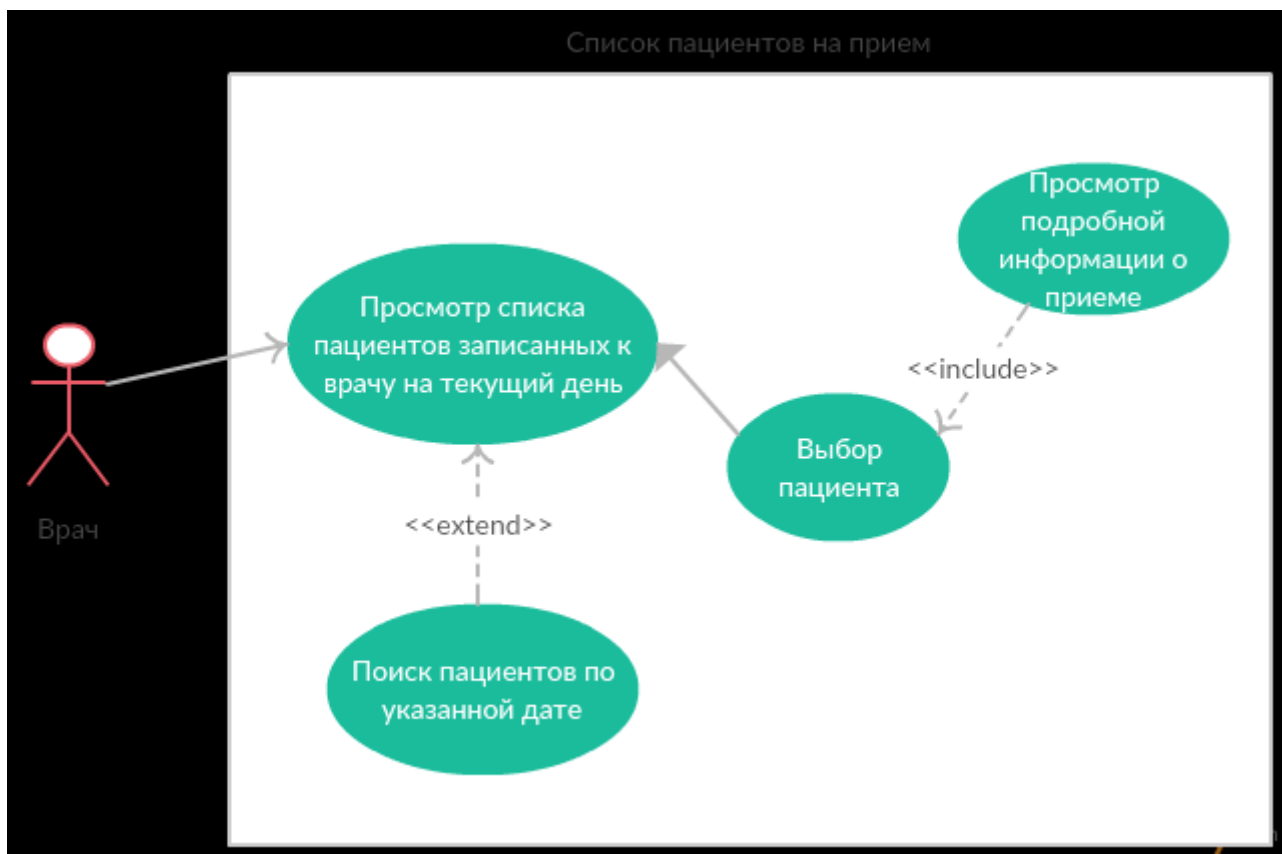 Список пациентов на прием
Просмотр
подробной
информации о
приеме
Просмотр списка
пациентов записанных к
врачу на текущий день
<<include>>
Выбор
пациента
Врач
<<extend>>
Поиск пациентов по
указанной дате